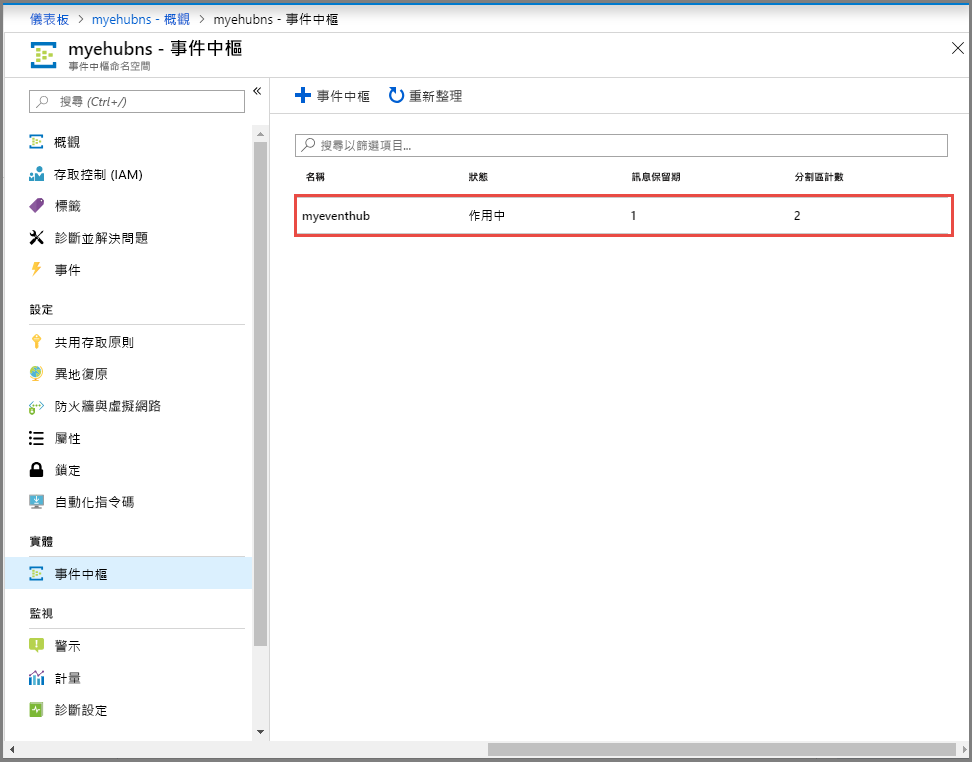 儀表板 > myehubns - 概觀 > myehubns - 事件中樞
myehubns - 事件中樞
事件中樞命名空間
搜尋 (Ctrl+/)
概觀
存取控制 (IAM)
標籤
診斷並解決問題
事件
設定
共用存取原則
異地復原
防火牆與虛擬網路
屬性
鎖定
自動化指令碼
實體
事件中樞
監視
警示
計量
診斷設定
事件中樞 重新整理
搜尋以篩選項目...
名稱 狀態 訊息保留期 分割區計數
myeventhub 作用中 1 2